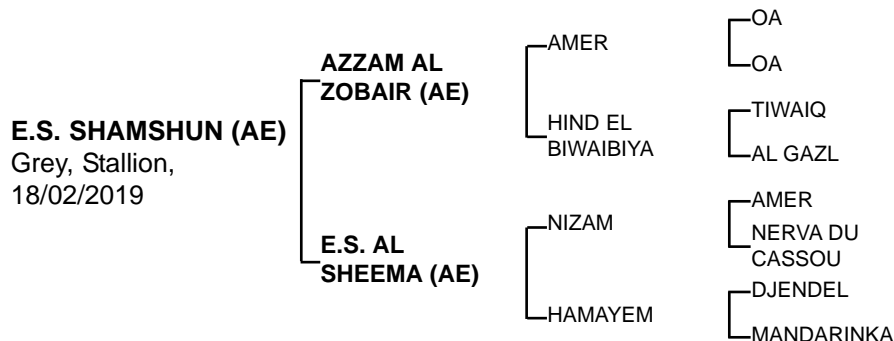 E.S. SHAMSHUN (AE)
Grey, Stallion,
18/02/2019
AZZAM AL
ZOBAIR (AE)
E.S. AL
SHEEMA (AE)
AMER
HIND EL
BIWAIBIYA
NIZAM
HAMAYEM
OA
OA
TIWAIQ
AL GAZL
AMER
NERVA DU
CASSOU
DJENDEL
MANDARINKA